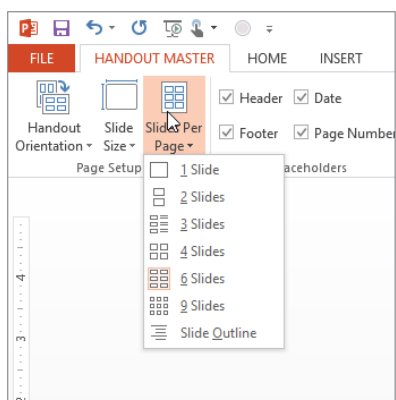 FILE HANDOUT MASTER HOME INSERT
Header Date
Handout Slide Slides Per
Footer Page Number
Orientation Size Page
Page Setup aceholders
1 Slide
2 Slides
3 Slides
4 Slides
6 Slides
9 Slides
Slide Outline
4
3